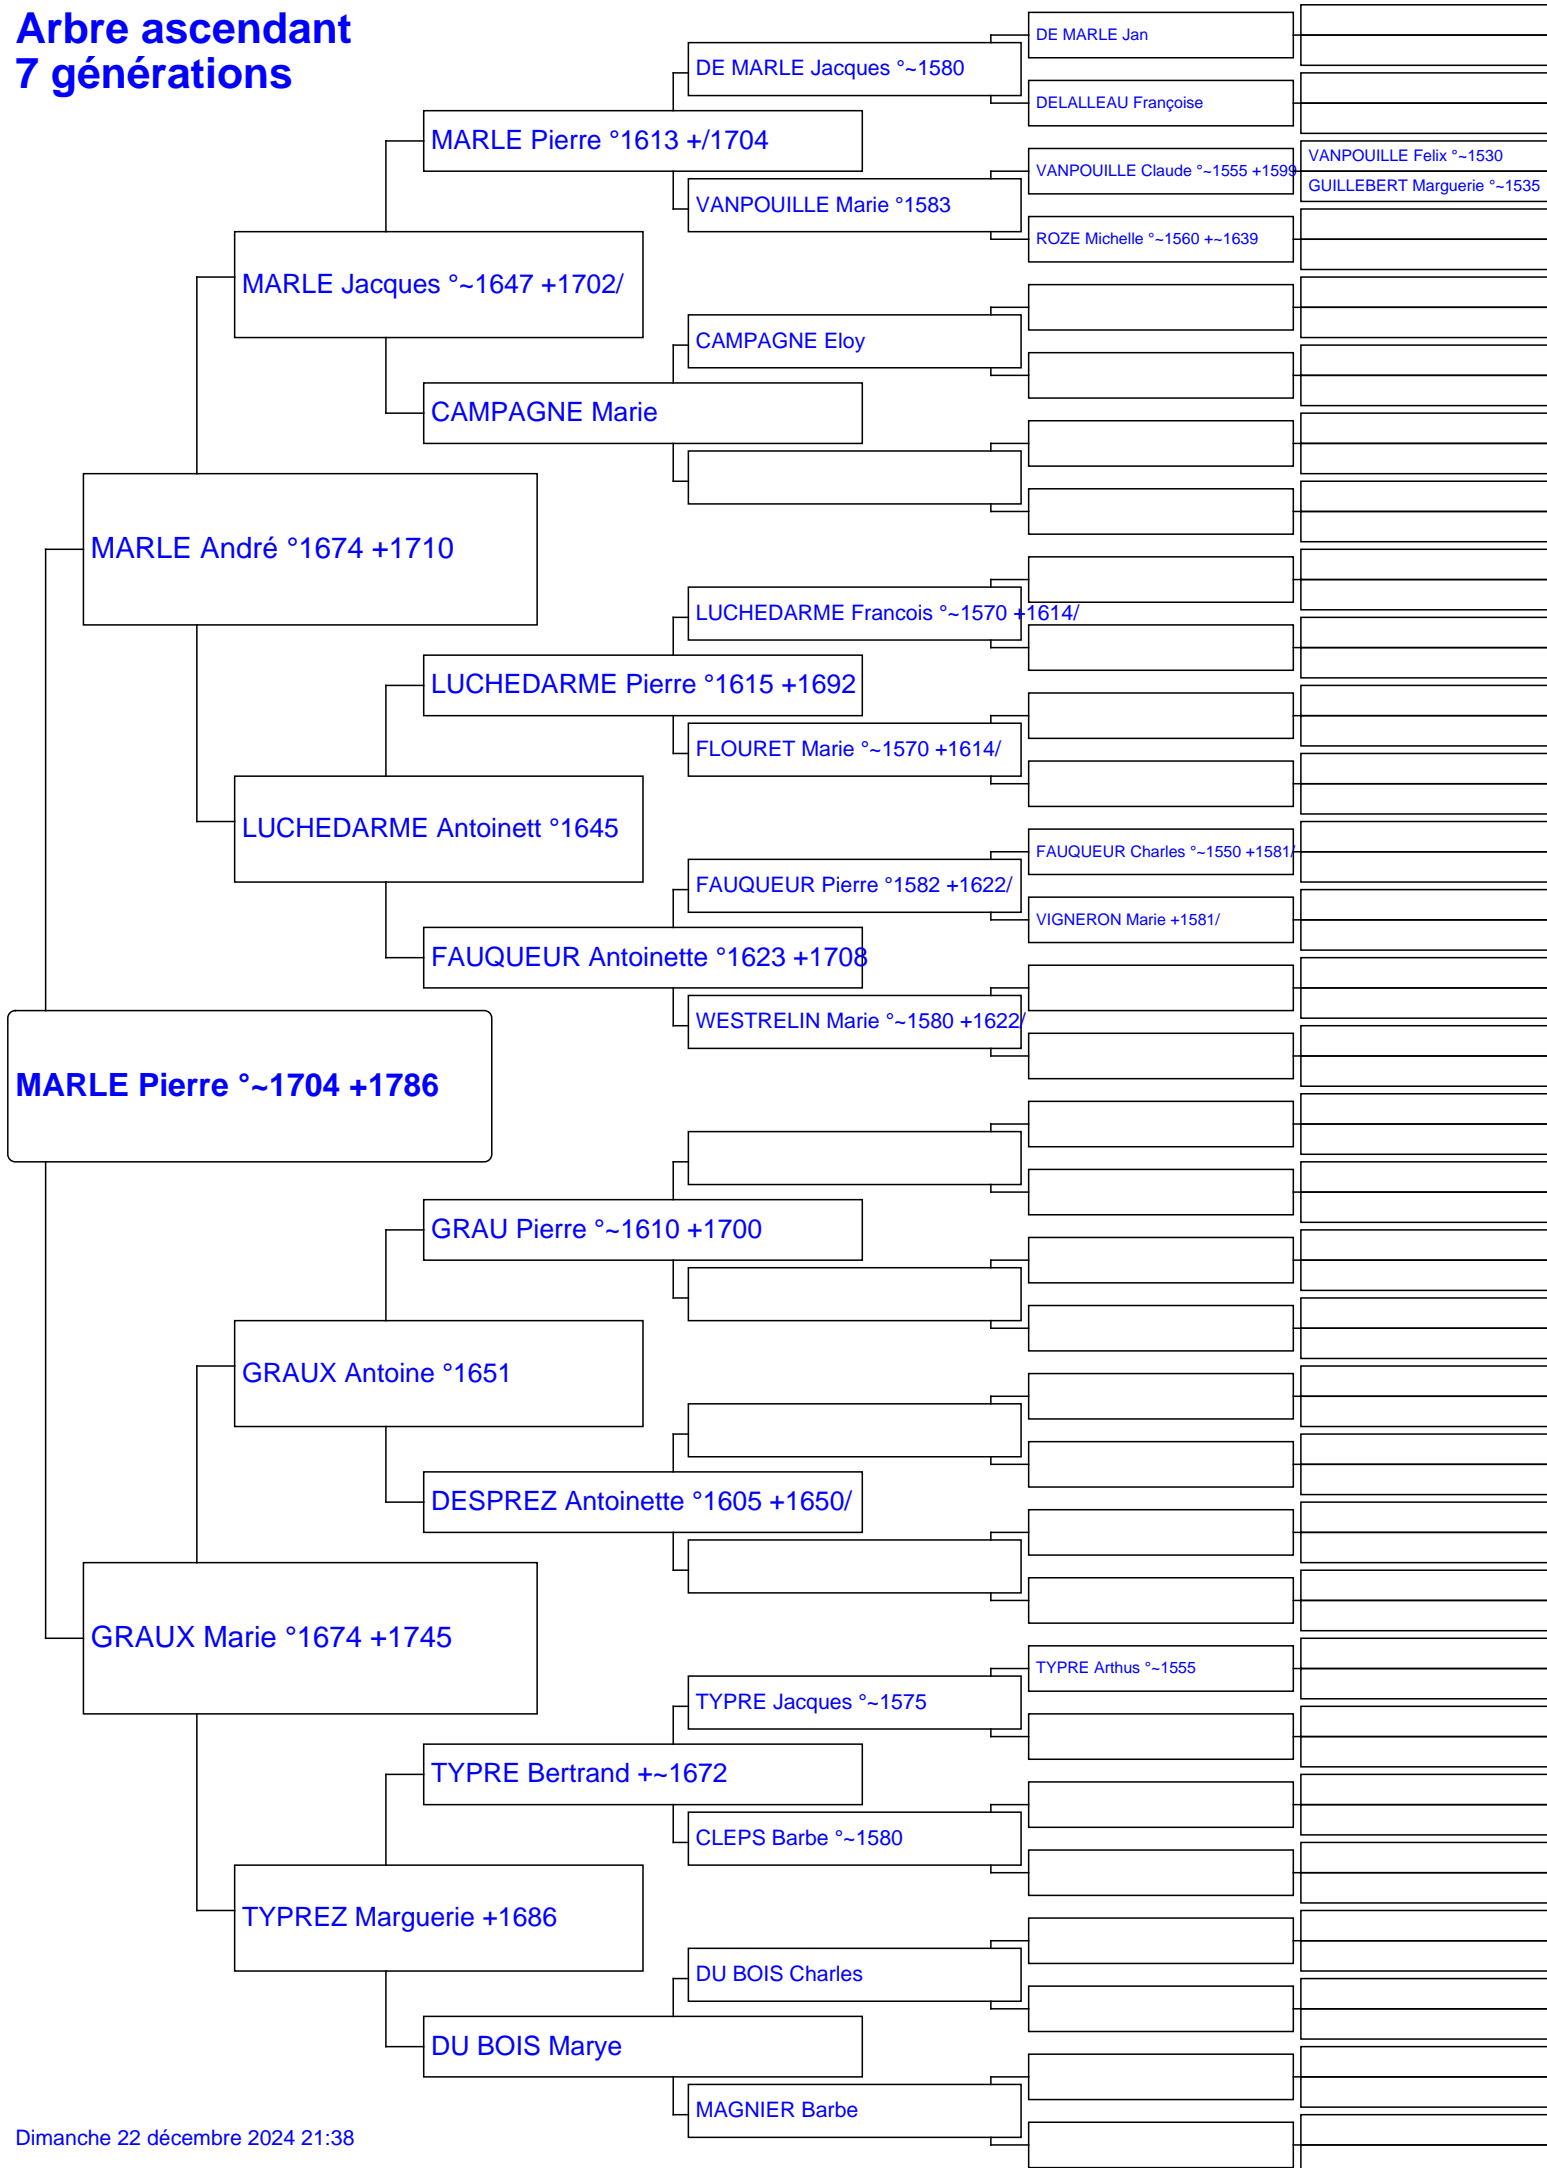 Arbre ascendant
7 générations
DE MARLE Jan
DE MARLE Jacques °~1580
DELALLEAU Françoise
MARLE Pierre °1613 +/1704
VANPOUILLE Felix °~1530
VANPOUILLE Claude °~1555 +1599
GUILLEBERT Marguerie °~1535
VANPOUILLE Marie °1583
ROZE Michelle °~1560 +~1639
MARLE Jacques °~1647 +1702/
CAMPAGNE Eloy
CAMPAGNE Marie
MARLE André °1674 +1710
LUCHEDARME Francois °~1570 +1614/
LUCHEDARME Pierre °1615 +1692
FLOURET Marie °~1570 +1614/
LUCHEDARME Antoinett °1645
FAUQUEUR Charles °~1550 +1581/
FAUQUEUR Pierre °1582 +1622/
VIGNERON Marie +1581/
FAUQUEUR Antoinette °1623 +1708
WESTRELIN Marie °~1580 +1622/
MARLE Pierre °~1704 +1786
GRAU Pierre °~1610 +1700
GRAUX Antoine °1651
DESPREZ Antoinette °1605 +1650/
GRAUX Marie °1674 +1745
TYPRE Arthus °~1555
TYPRE Jacques °~1575
TYPRE Bertrand +~1672
CLEPS Barbe °~1580
TYPREZ Marguerie +1686
DU BOIS Charles
DU BOIS Marye
MAGNIER Barbe
Dimanche 22 décembre 2024 21:38